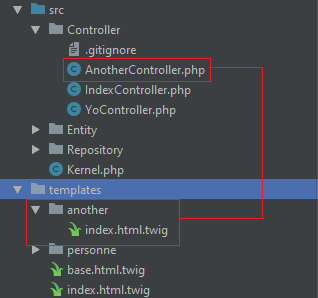 src
Controller
.gitignore
AnotherController.php
IndexController.php
YoController.php
Entity
Repository
Kernel.php
templates
another
index.html.twig
personne
base.html.twig
index.html.twig